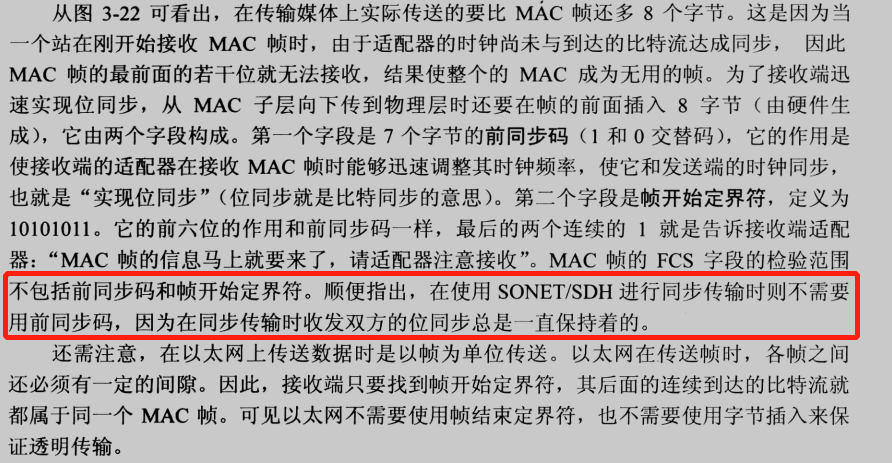 从图 3-22 可看出，在传输媒体上实际传送的要比 MAC 帧还多 8 个字节。这是因为当
一个站在刚开始接收 MAC 帧时，由于适配器的时钟尚未与到达的比特流达成同步， 因此
MAC 帧的最前面的若干位就无法接收，结果使整个的 MAC 成为无用的帧。为了接收端迅
速实现位同步，从 MAC 子层向下传到物理层时还要在帧的前面插入 8 字节（由硬件生
成），它由两个字段构成。第一个字段是 7 个字节的前同步码（1 和 0 交替码），它的作用是
使接收端的适配器在接收 MAC 帧时能够迅速调整其时钟频率，使它和发送端的时钟同步，
也就是“实现位同步”（位同步就是比特同步的意思）。第二个字段是帧开始定界符，定义为
10101011。它的前六位的作用和前同步码一样，最后的两个连续的 1 就是告诉接收端适配
器：“MAC 帧的信息马上就要来了，请适配器注意接收”。MAC 帧的 FCS 字段的检验范围
不包括前同步码和帧开始定界符。顺便指出，在使用 SONET/SDH 进行同步传输时则不需要
用前同步码，因为在同步传输时收发双方的位同步总是一直保持着的。
还需注意，在以太网上传送数据时是以帧为单位传送。以太网在传送帧时，各帧之间
还必须有一定的间隙。因此，接收端只要找到帧开始定界符，其后面的连续到达的比特流就
都属于同一个 MAC 帧。可见以太网不需要使用帧结束定界符，也不需要使用字节插入来保
证透明传输。